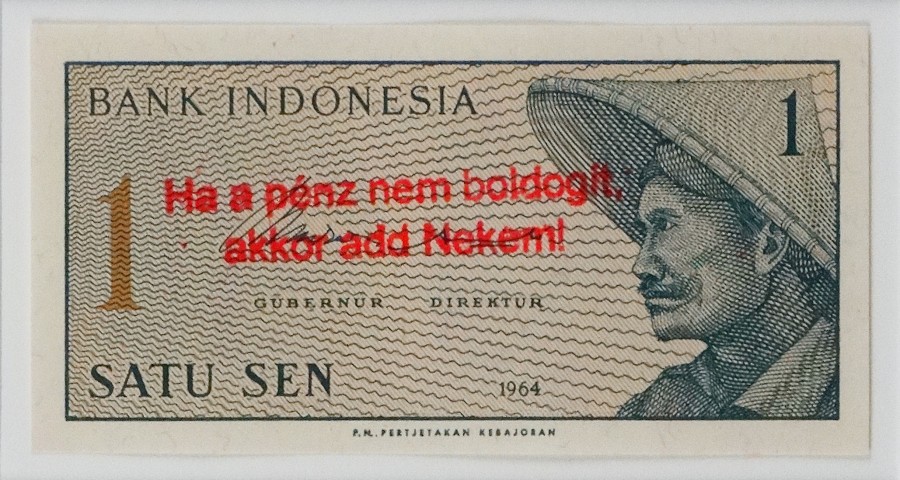 BANK INDONESIA
1
1
Ha a pénz nem boldogít,
akkor add Nekem!
GUBERNUR DIREKTUR
SATU SEN
1964
P.N. PERTJETAKAN KEBAJORAN